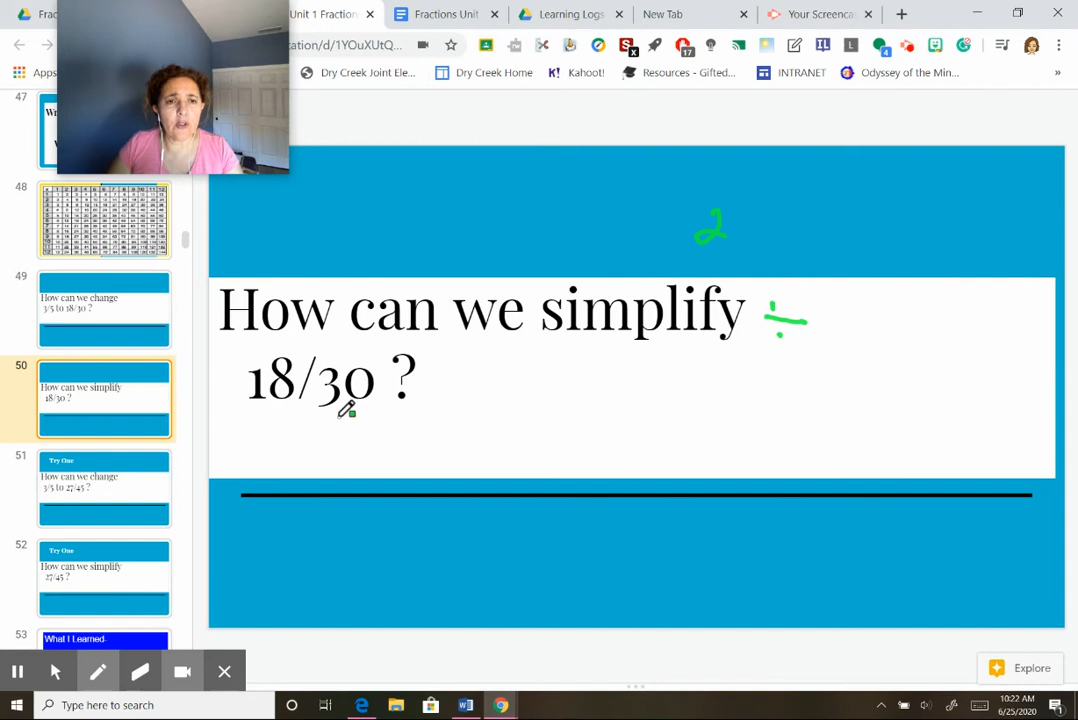 Frac
Unit 1 Fraction
Fractions Unit
Learning Logs
New Tab
Your Screenca
tation/d/1YOuXUtQ...
Apps
Dry Creek Joint Ele...
Dry Creek Home
K! Kahoot!
Resources - Gifted...
INTRANET
Odyssey of the Min...
»
47
48
49
How can we change
3/5 to 18/30 ?
50
How can we simplify
18/30 ?
51
Try One
How can we change
3/5 to 27/45 ?
52
Try One
How can we simplify
27/45 ?
53
What I Learned-
2
How can we simplify ÷
18/30 ?
Explore
Type here to search
10:22 AM
6/25/2020